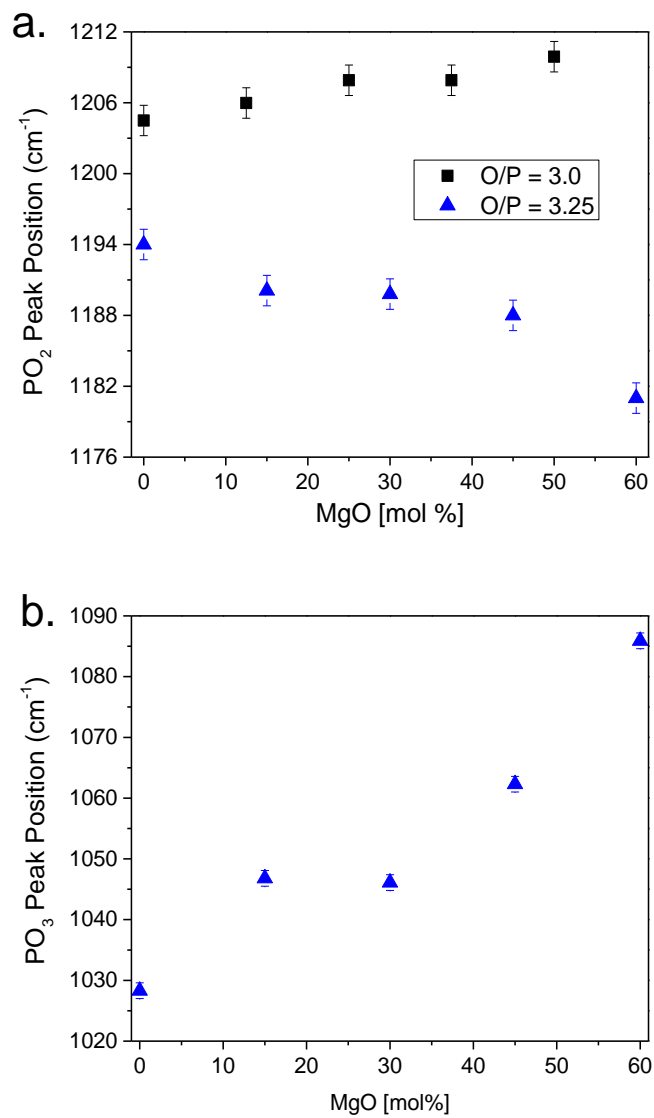 a.
1212
1206
1200
1194
1188
1182
1176
PO₂ Peak Position (cm⁻¹)
O/P = 3.0
O/P = 3.25
0 10 20 30 40 50 60
MgO [mol %]
b.
1090
1080
1070
1060
1050
1040
1030
1020
PO₃ Peak Position (cm⁻¹)
0 10 20 30 40 50 60
MgO [mol%]